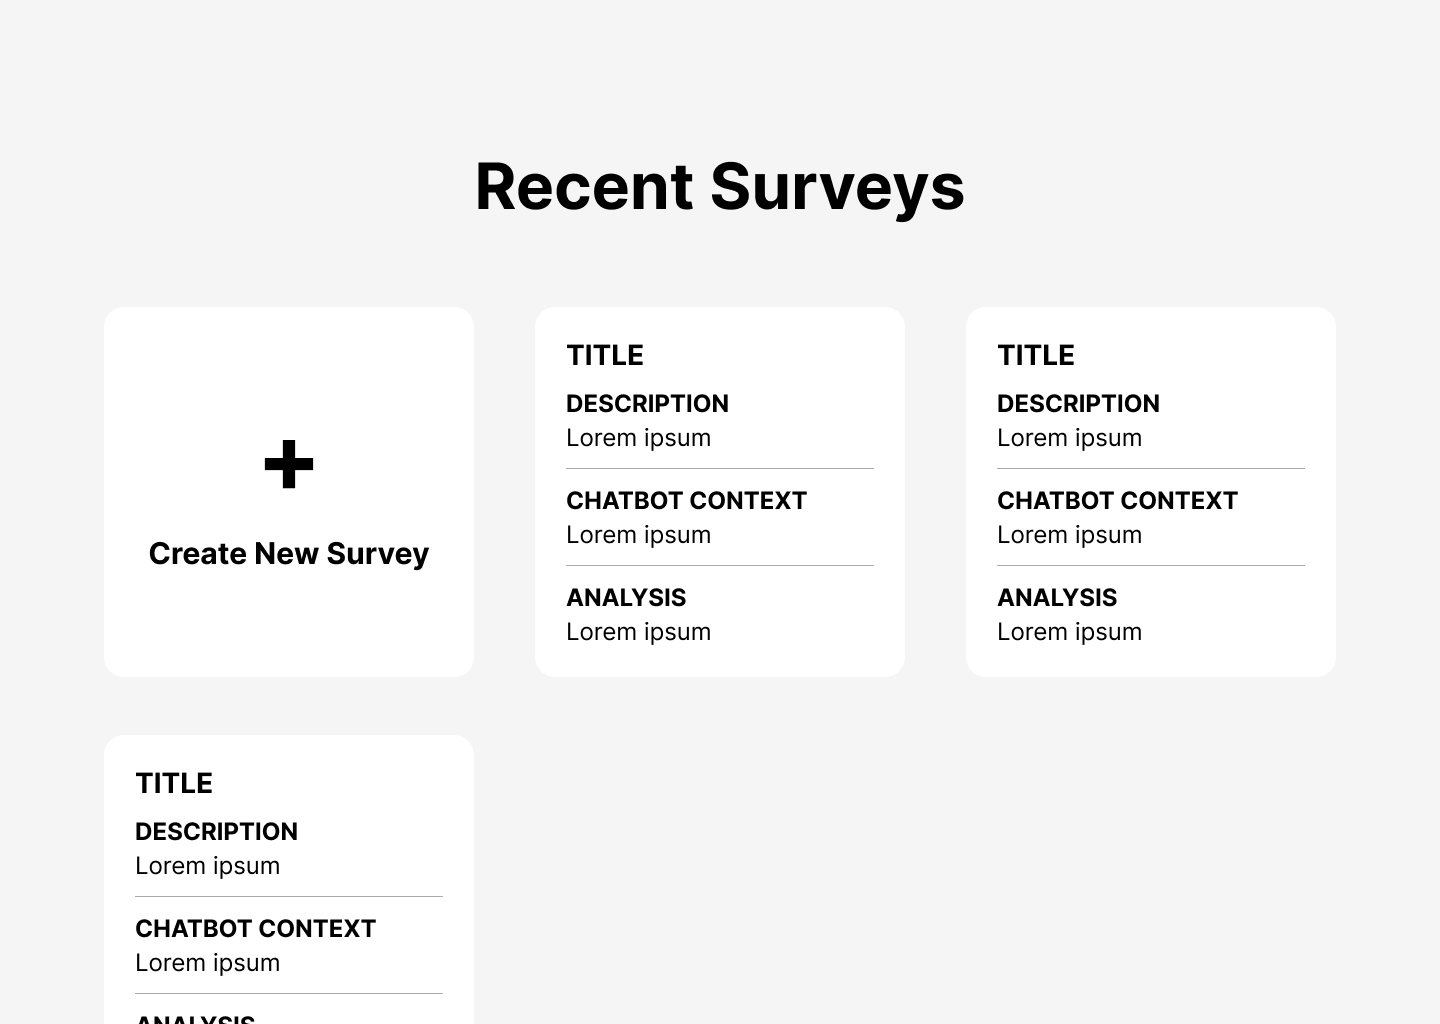 Recent Surveys
+
Create New Survey
TITLE
DESCRIPTION
Lorem ipsum
CHATBOT CONTEXT
Lorem ipsum
ANALYSIS
Lorem ipsum
TITLE
DESCRIPTION
Lorem ipsum
CHATBOT CONTEXT
Lorem ipsum
ANALYSIS
Lorem ipsum
TITLE
DESCRIPTION
Lorem ipsum
CHATBOT CONTEXT
Lorem ipsum
ANALYSIS